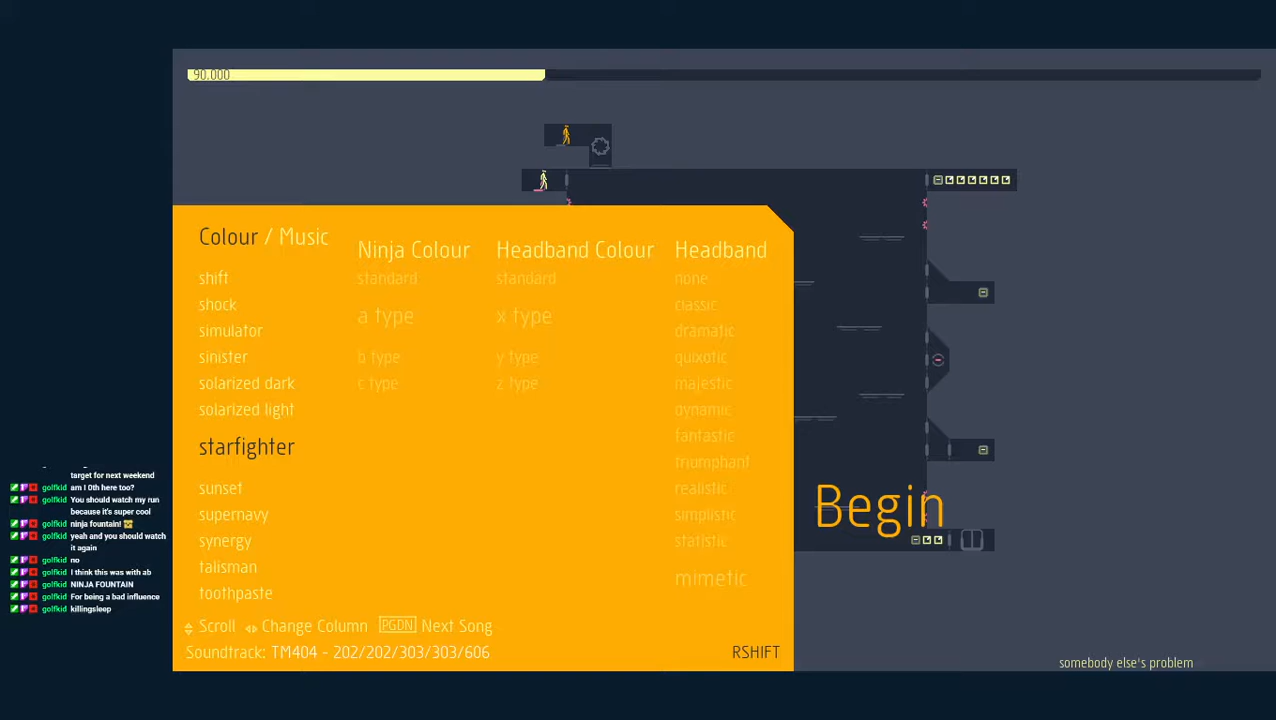 90.000
Colour / Music
shift
shock
simulator
sinister
solarized dark
solarized light
starfighter
sunset
supernavy
synergy
talisman
toothpaste
Ninja Colour
standard
a type
b type
c type
Headband Colour
standard
x type
y type
z type
Headband
none
classic
dramatic
quixotic
majestic
dynamic
fantastic
triumphant
realistic
simplistic
statistic
mimetic
Begin
Scroll Change Column PGDN Next Song
Soundtrack: TM404 - 202/202/303/303/606
RSHIFT
somebody else's problem
target for next weekend
golfkid am I 0th here too?
golfkid You should watch my run
because it's super cool
golfkid ninja fountain!
golfkid yeah and you should watch
it again
golfkid no
golfkid I think this was with ab
golfkid NINJA FOUNTAIN
golfkid For being a bad influence
golfkid killingsleep